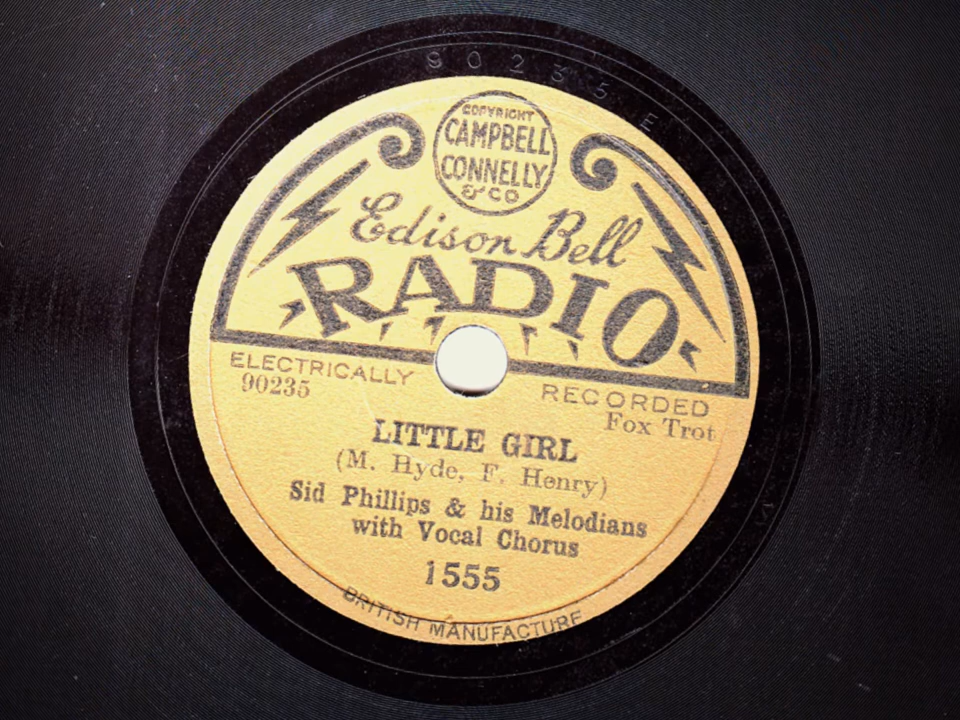 90235 E
COPYRIGHT
CAMPBELL
CONNELLY
& CO
Edison Bell
RADIO
ELECTRICALLY RECORDED
90235 Fox Trot
LITTLE GIRL
(M. Hyde, F. Henry)
Sid Phillips & his Melodians
with Vocal Chorus
1555
BRITISH MANUFACTURE